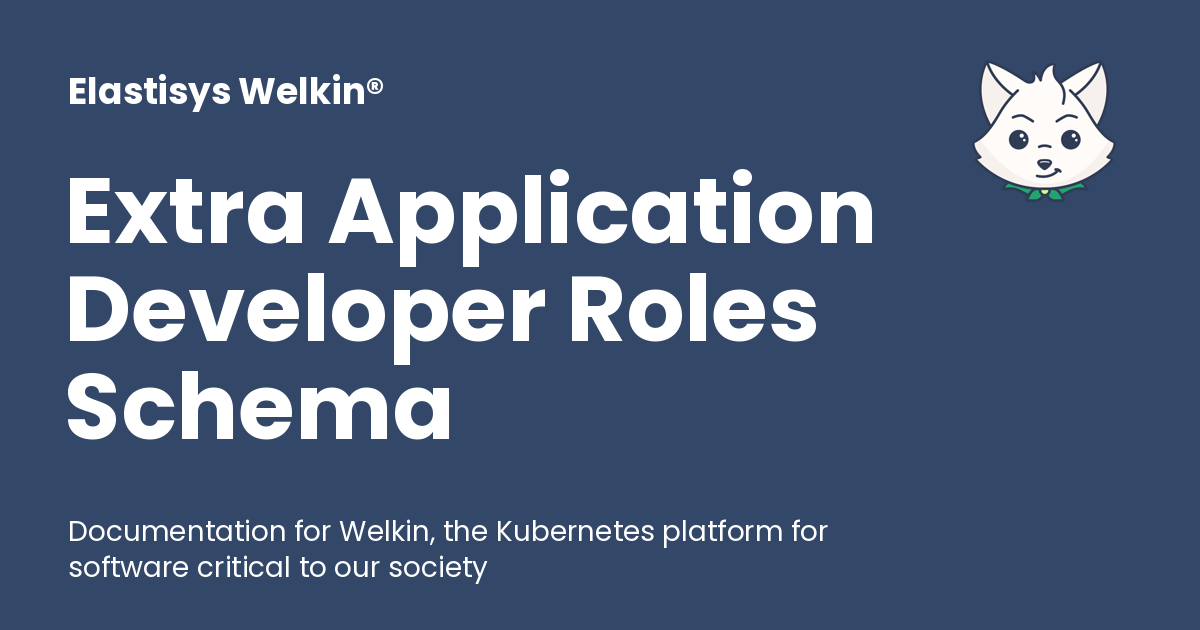 Elastisys Welkin®
Extra Application
Developer Roles
Schema
Documentation for Welkin, the Kubernetes platform for
software critical to our society